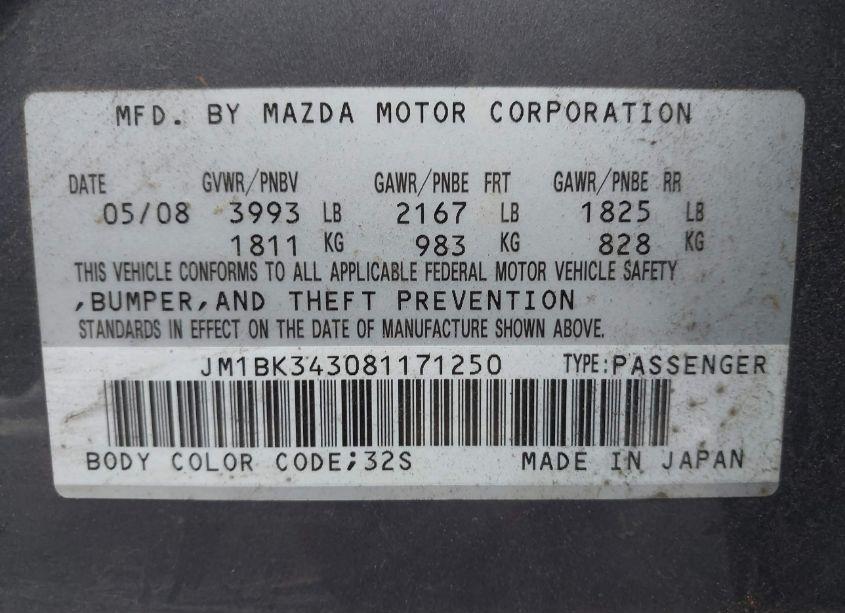 MFD. BY MAZDA MOTOR CORPORATION
DATE GVWR/PNBV GAWR/PNBE FRT GAWR/PNBE RR
05/08 3993 LB 2167 LB 1825 LB
1811 KG 983 KG 828 KG
THIS VEHICLE CONFORMS TO ALL APPLICABLE FEDERAL MOTOR VEHICLE SAFETY
,BUMPER,AND THEFT PREVENTION
STANDARDS IN EFFECT ON THE DATE OF MANUFACTURE SHOWN ABOVE.
JM1BK343081171250 TYPE:PASSENGER
BODY COLOR CODE;32S MADE IN JAPAN